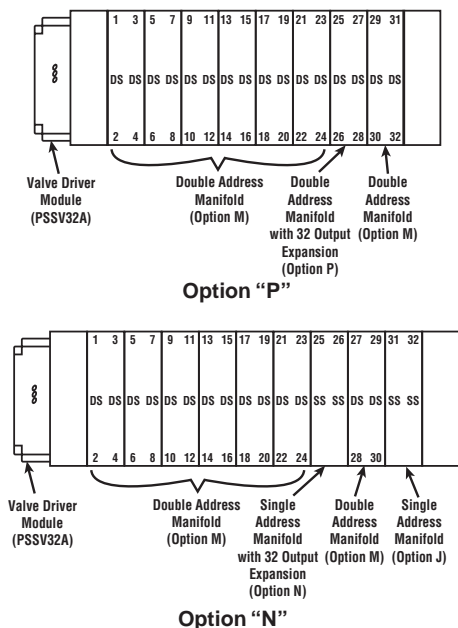 1 3 5 7 9 11 13 15 17 19 21 23 25 27 29 31
DS DS DS DS DS DS DS DS DS DS DS DS DS DS DS DS
2 4 6 8 10 12 14 16 18 20 22 24 26 28 30 32
Valve Driver
Module
(PSSV32A)
Double Address
Manifold
(Option M)
Double
Address
Manifold
with 32 Output
Expansion
(Option P)
Double
Address
Manifold
(Option M)
Option “P”
1 3 5 7 9 11 13 15 17 19 21 23 25 26 27 29 31 32
DS DS DS DS DS DS DS DS DS DS DS DS SS SS DS DS SS SS
2 4 6 8 10 12 14 16 18 20 22 24 28 30
Valve Driver
Module
(PSSV32A)
Double Address
Manifold
(Option M)
Single
Address
Manifold
with 32 Output
Expansion
(Option N)
Double
Address
Manifold
(Option M)
Single
Address
Manifold
(Option J)
Option “N”